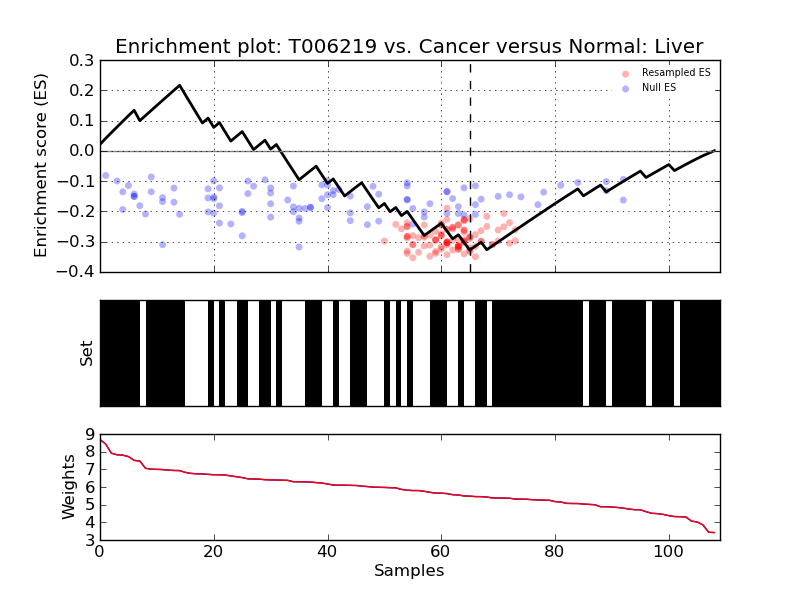 Enrichment plot: T006219 vs. Cancer versus Normal: Liver
Enrichment score (ES)
0.3
0.2
0.1
0.0
−0.1
−0.2
−0.3
−0.4
Resampled ES
Null ES
Set
Weights
9
8
7
6
5
4
3
0 20 40 60 80 100
Samples